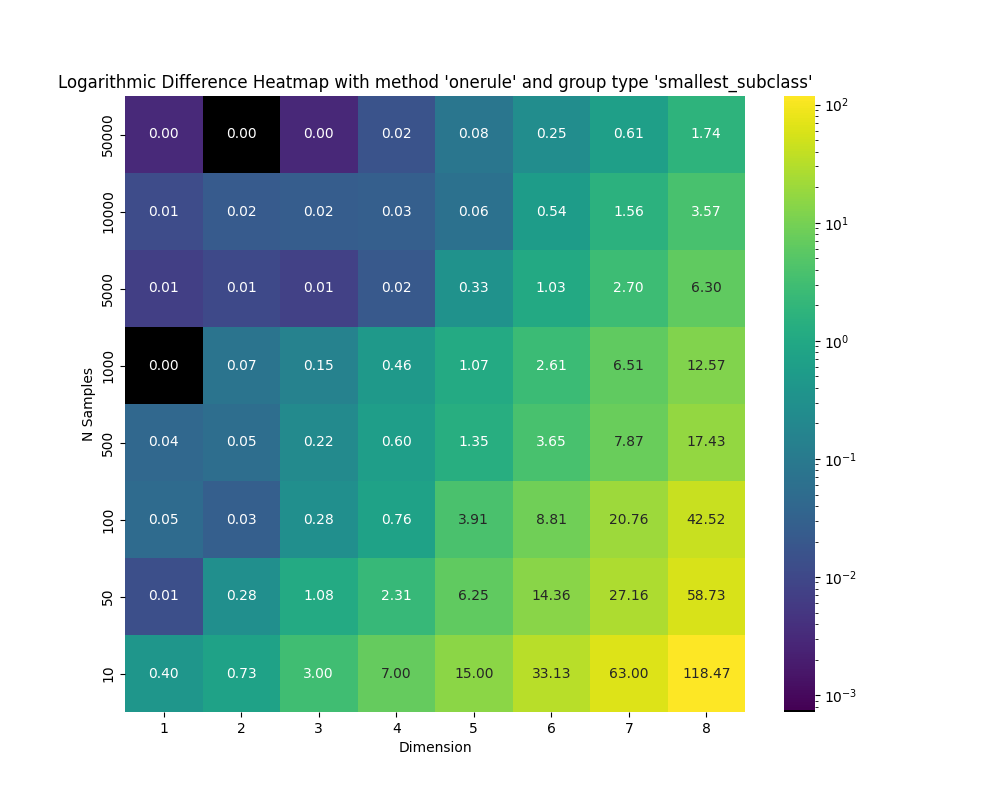 Logarithmic Difference Heatmap with method 'onerule' and group type 'smallest_subclass'
50000 0.00 0.00 0.00 0.02 0.08 0.25 0.61 1.74
10000 0.01 0.02 0.02 0.03 0.06 0.54 1.56 3.57
5000 0.01 0.01 0.01 0.02 0.33 1.03 2.70 6.30
1000 0.00 0.07 0.15 0.46 1.07 2.61 6.51 12.57
500 0.04 0.05 0.22 0.60 1.35 3.65 7.87 17.43
100 0.05 0.03 0.28 0.76 3.91 8.81 20.76 42.52
50 0.01 0.28 1.08 2.31 6.25 14.36 27.16 58.73
10 0.40 0.73 3.00 7.00 15.00 33.13 63.00 118.47
1 2 3 4 5 6 7 8
Dimension
N Samples
10²
10¹
10⁰
10⁻¹
10⁻²
10⁻³